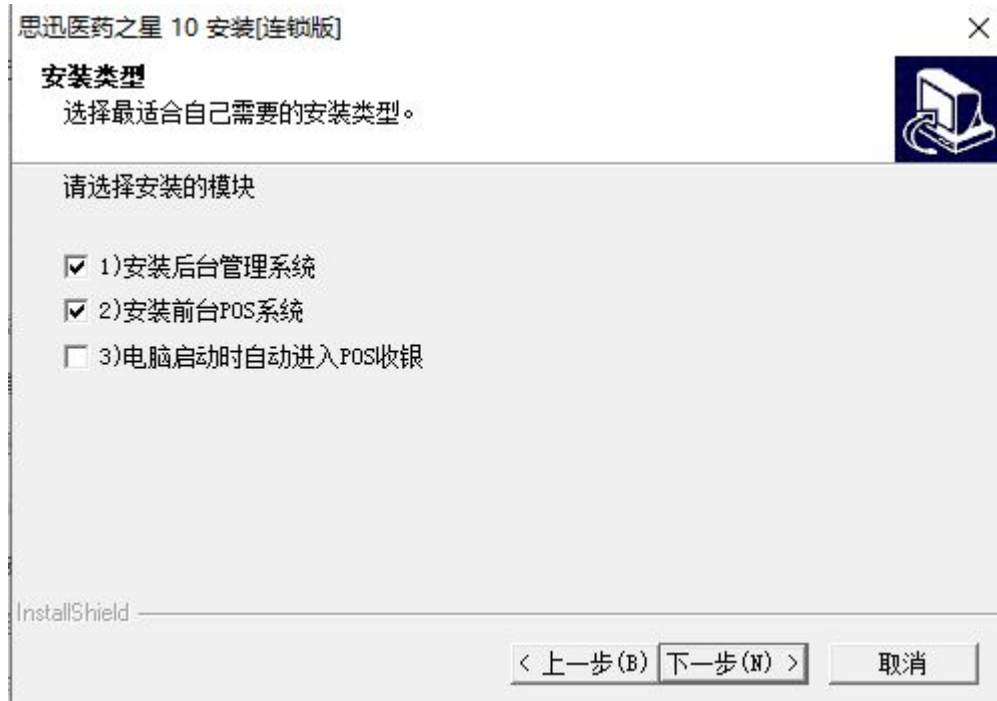 思迅医药之星 10 安装[连锁版]
安装类型
选择最适合自己需要的安装类型。
请选择安装的模块
1)安装后台管理系统
2)安装前台POS系统
3)电脑启动时自动进入POS收银
InstallShield
< 上一步(B) 下一步(N) > 取消